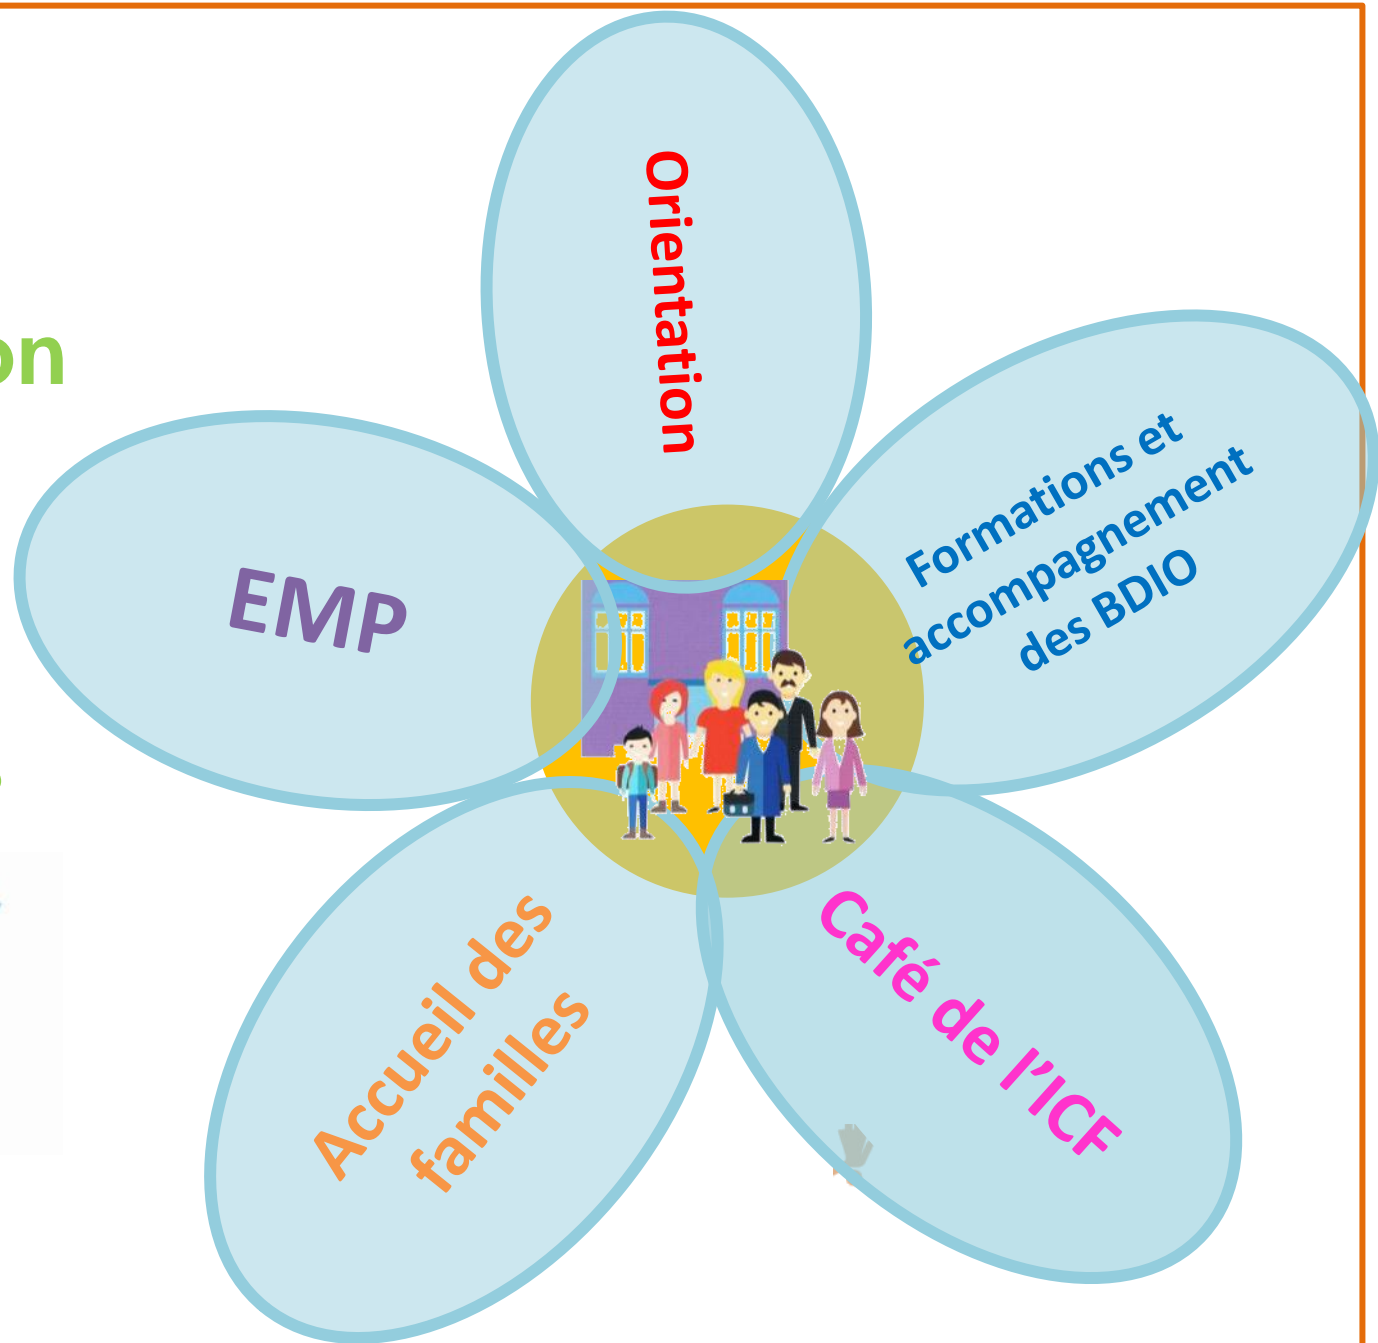 Orientation
on
Formations et
accompagnement
des BDIO
EMP
Café de l’ICF
Accueil des
familles